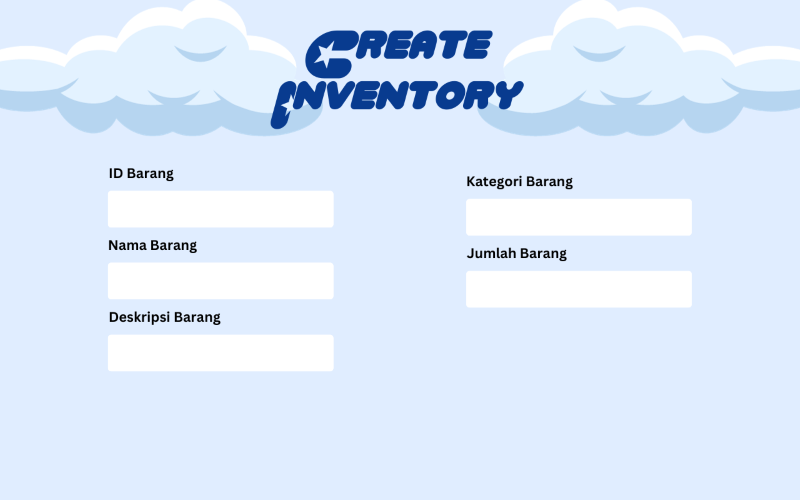 CREATE
INVENTORY
ID Barang
Nama Barang
Deskripsi Barang
Kategori Barang
Jumlah Barang